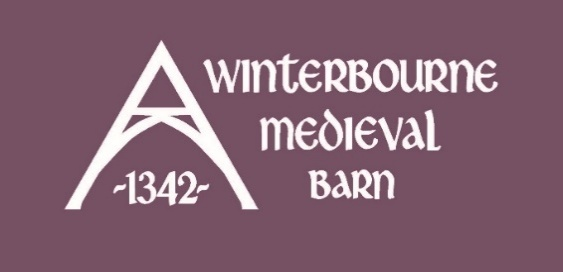 WINTERBOURNE
MEDIEVAL
BARN
-1342-